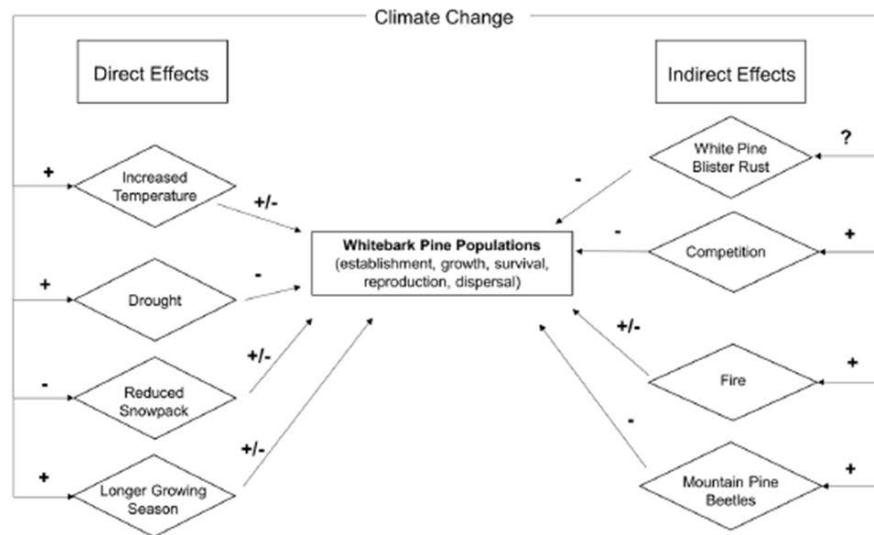 Climate Change
Direct Effects
Indirect Effects
+
Increased
Temperature
+/-
White Pine
Blister Rust
?
-
Whitebark Pine Populations
(establishment, growth, survival,
reproduction, dispersal)
-
Competition
+
+
Drought
-
-
Reduced
Snowpack
+/-
+/-
Fire
+
+
Longer Growing
Season
+/-
-
Mountain Pine
Beetles
+